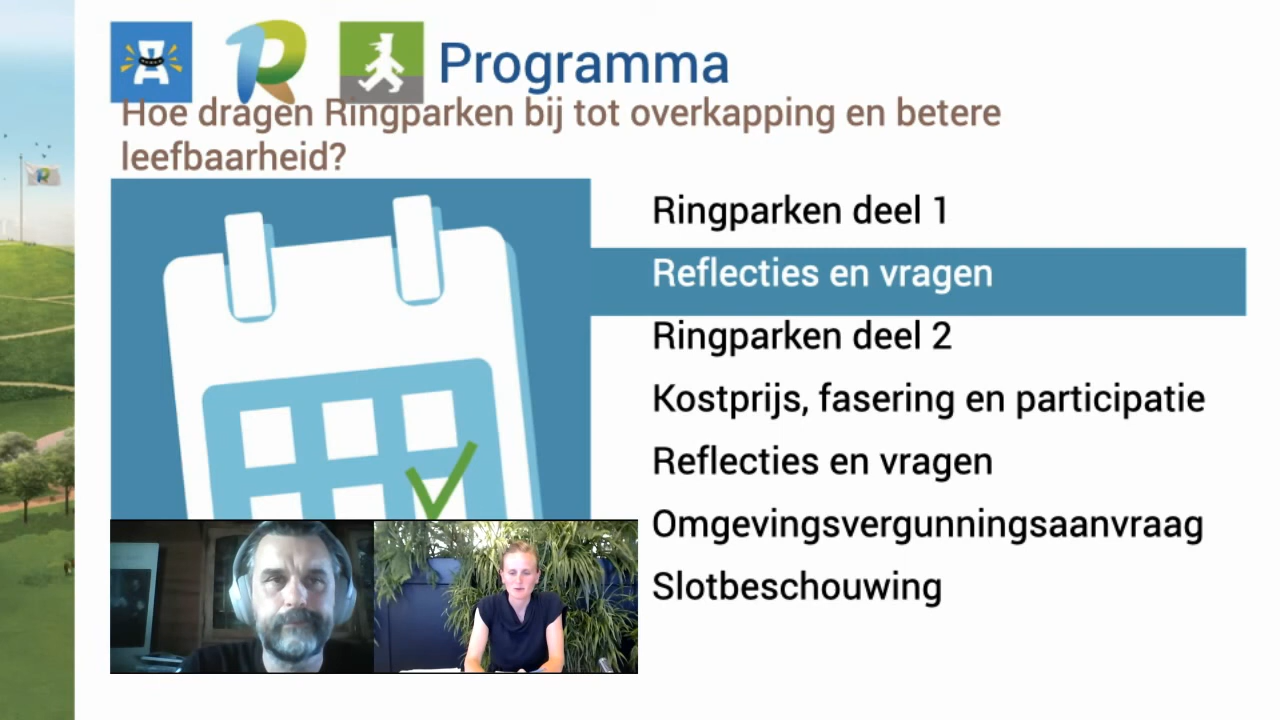 Programma
Hoe dragen Ringparken bij tot overkapping en betere
leefbaarheid?
Ringparken deel 1
Reflecties en vragen
Ringparken deel 2
Kostprijs, fasering en participatie
Reflecties en vragen
Omgevingsvergunningsaanvraag
Slotbeschouwing